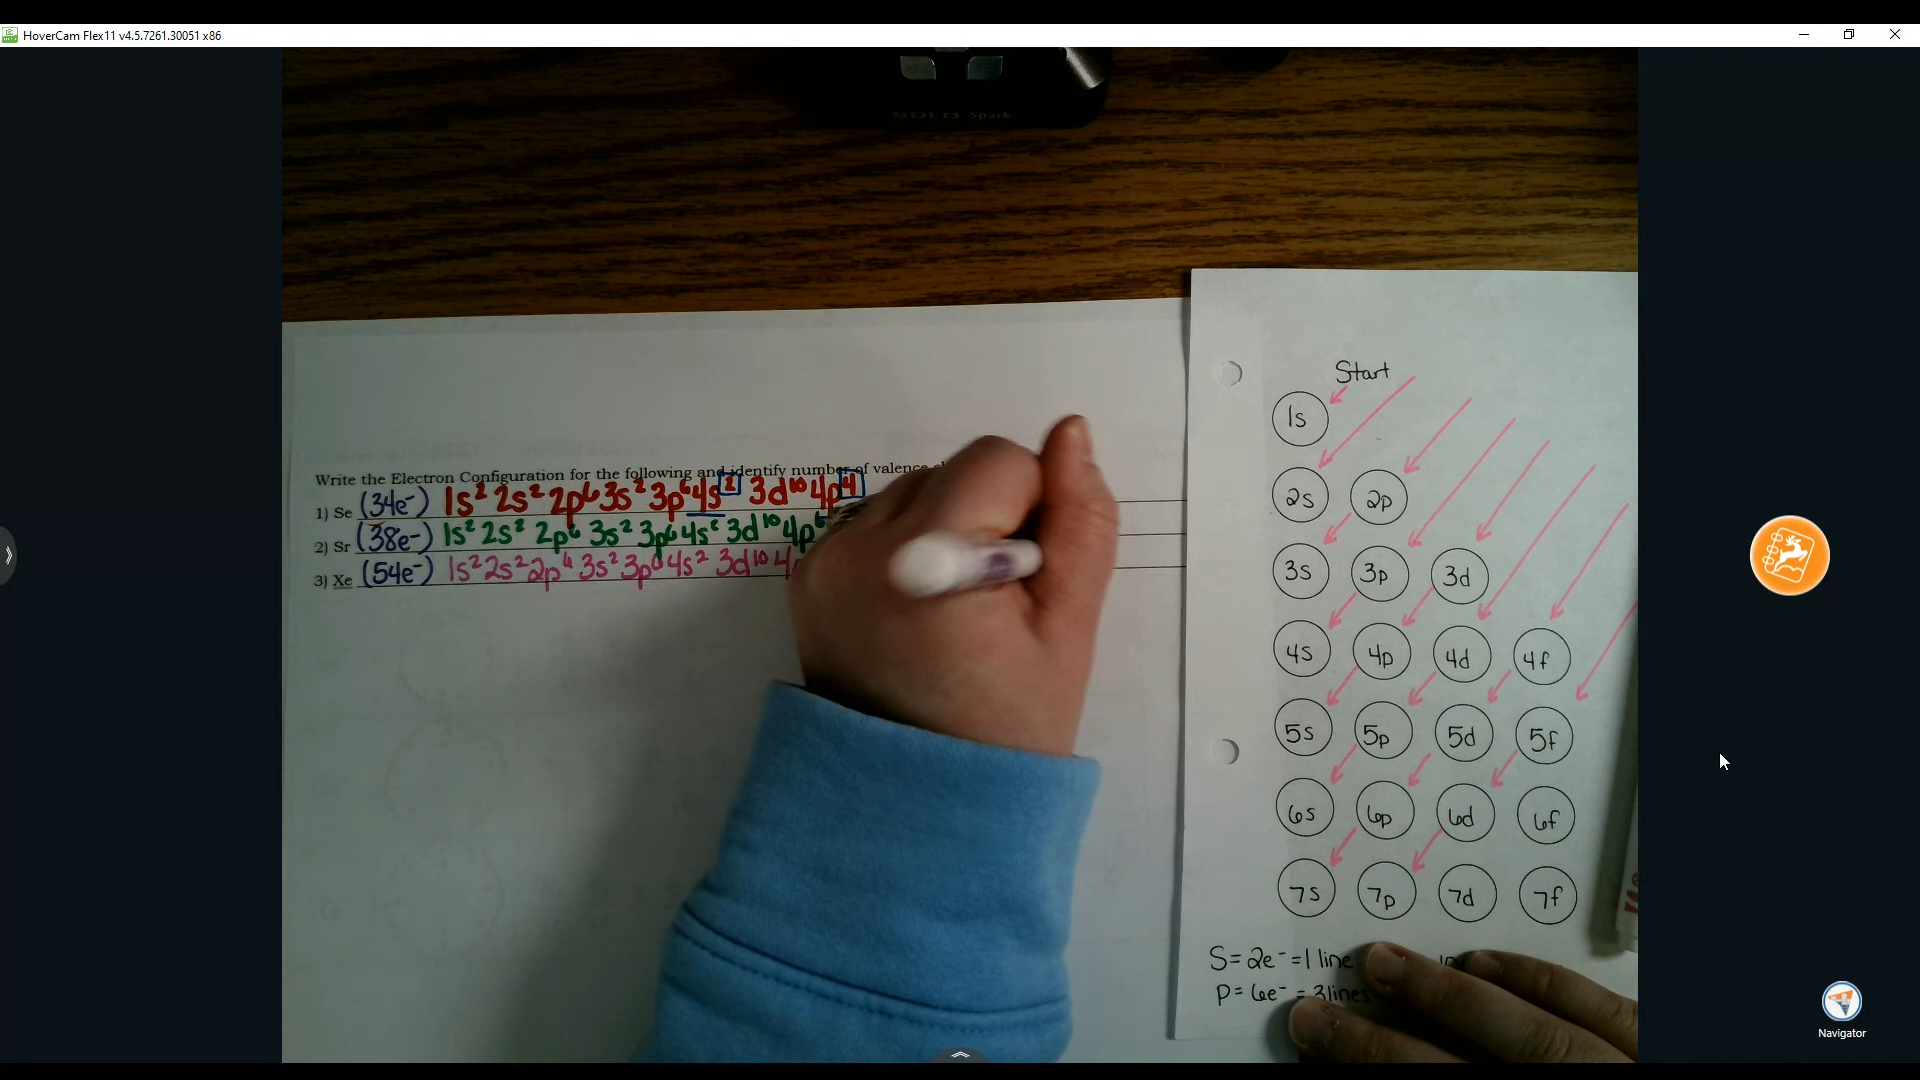 HoverCam Flex11 v4.5.7261.30051 x86
SOLO Spark
Write the Electron Configuration for the following and identify number of valence
1) Se (34e⁻) 1s² 2s² 2p⁶ 3s² 3p⁶ 4s² 3d¹⁰ 4p⁴
2) Sr (38e⁻) 1s² 2s² 2p⁶ 3s² 3p⁶ 4s² 3d¹⁰ 4p⁶
3) Xe (54e⁻) 1s² 2s² 2p⁶ 3s² 3p⁶ 4s² 3d¹⁰
Start
1s
2s 2p
3s 3p 3d
4s 4p 4d 4f
5s 5p 5d 5f
6s 6p 6d 6f
7s 7p 7d 7f
S = 2e⁻ = 1 line
P = 6e⁻ = 3 lines
Navigator